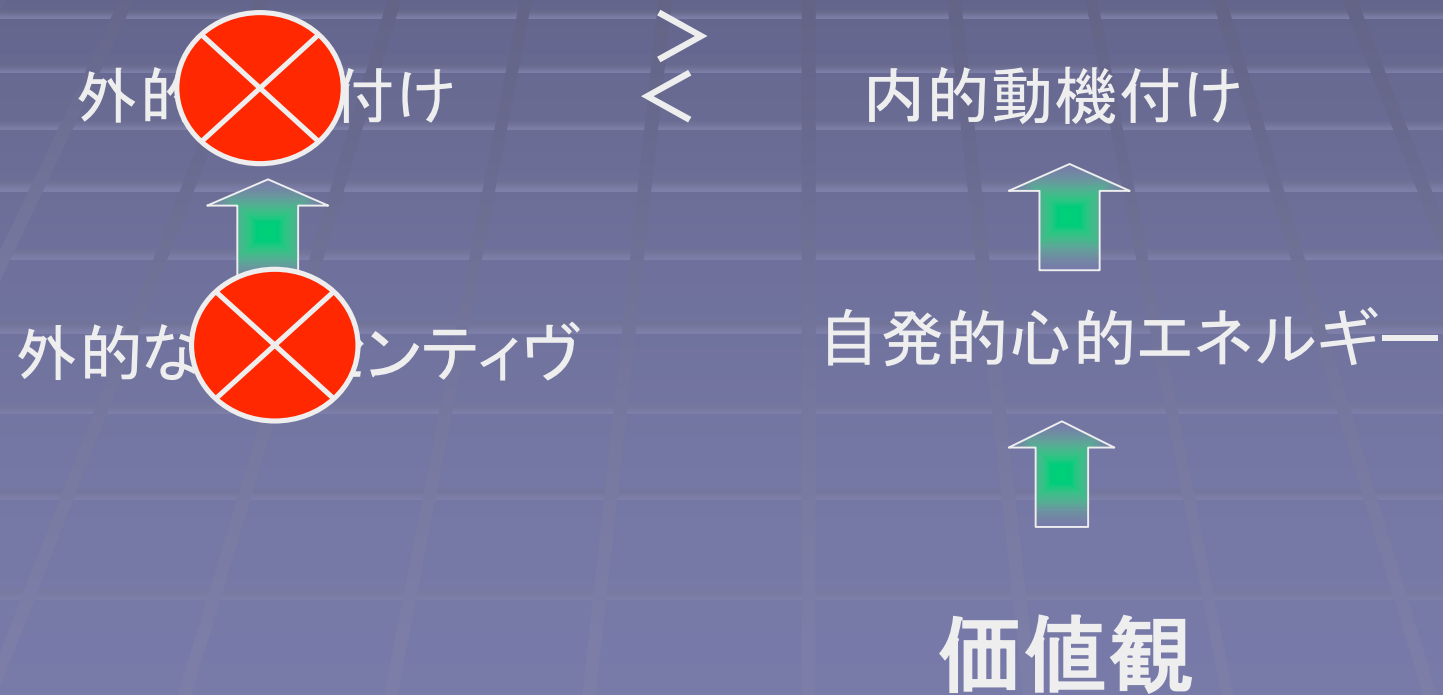 外的 付け
＞
＜
内的動機付け
外的な ンティヴ
自発的心的エネルギー
価値観